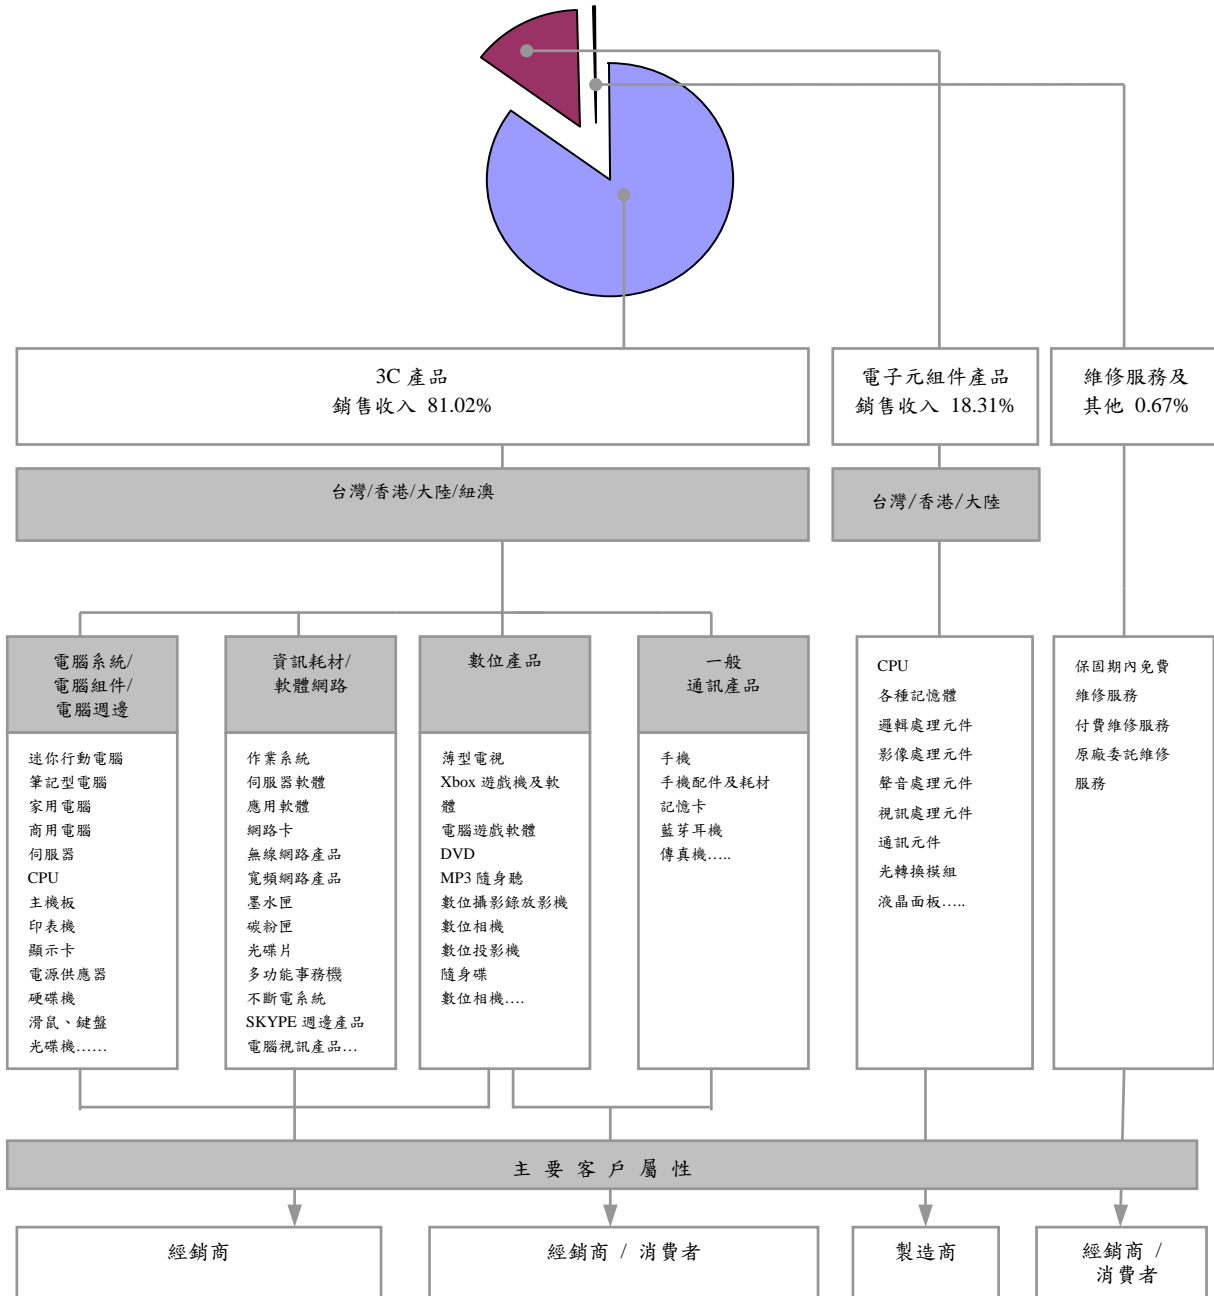 3C 產品
銷售收入 81.02%
電子元組件產品
銷售收入 18.31%
維修服務及
其他 0.67%
台灣/香港/大陸/紐澳
台灣/香港/大陸
電腦系統/
電腦組件/
電腦週邊
資訊耗材/
軟體網路
數位產品
一般
通訊產品
迷你行動電腦
筆記型電腦
家用電腦
商用電腦
伺服器
CPU
主機板
印表機
顯示卡
電源供應器
硬碟機
滑鼠、鍵盤
光碟機……
作業系統
伺服器軟體
應用軟體
網路卡
無線網路產品
寬頻網路產品
墨水匣
碳粉匣
光碟片
多功能事務機
不斷電系統
SKYPE 週邊產品
電腦視訊產品…
薄型電視
Xbox 遊戲機及軟
體
電腦遊戲軟體
DVD
MP3 隨身聽
數位攝影錄放影機
數位相機
數位投影機
隨身碟
數位相機….
手機
手機配件及耗材
記憶卡
藍芽耳機
傳真機…..
CPU
各種記憶體
邏輯處理元件
影像處理元件
聲音處理元件
視訊處理元件
通訊元件
光轉換模組
液晶面板…..
保固期內免費
維修服務
付費維修服務
原廠委託維修
服務
主 要 客 戶 屬 性
經銷商
經銷商 / 消費者
製造商
經銷商 /
消費者